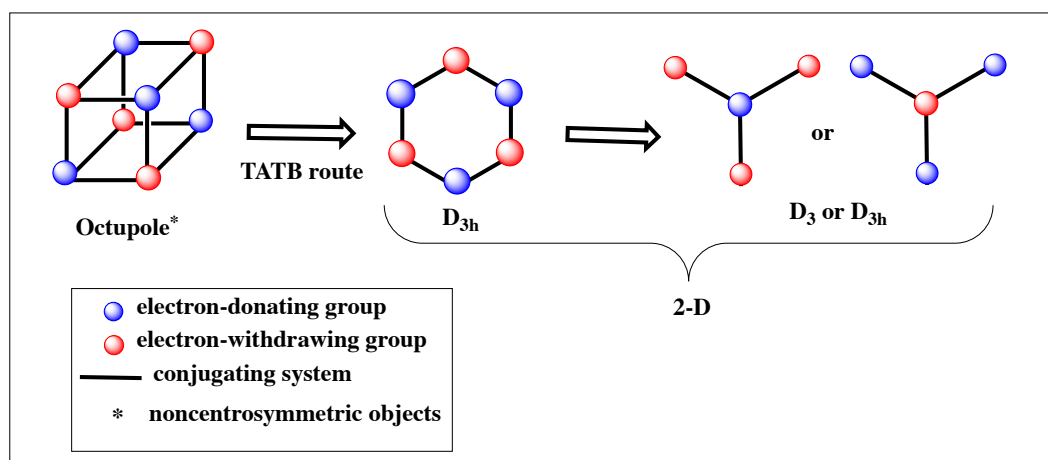 TATB route
or
Octupole*
D3h
D3 or D3h
2-D
electron-donating group
electron-withdrawing group
conjugating system
* noncentrosymmetric objects